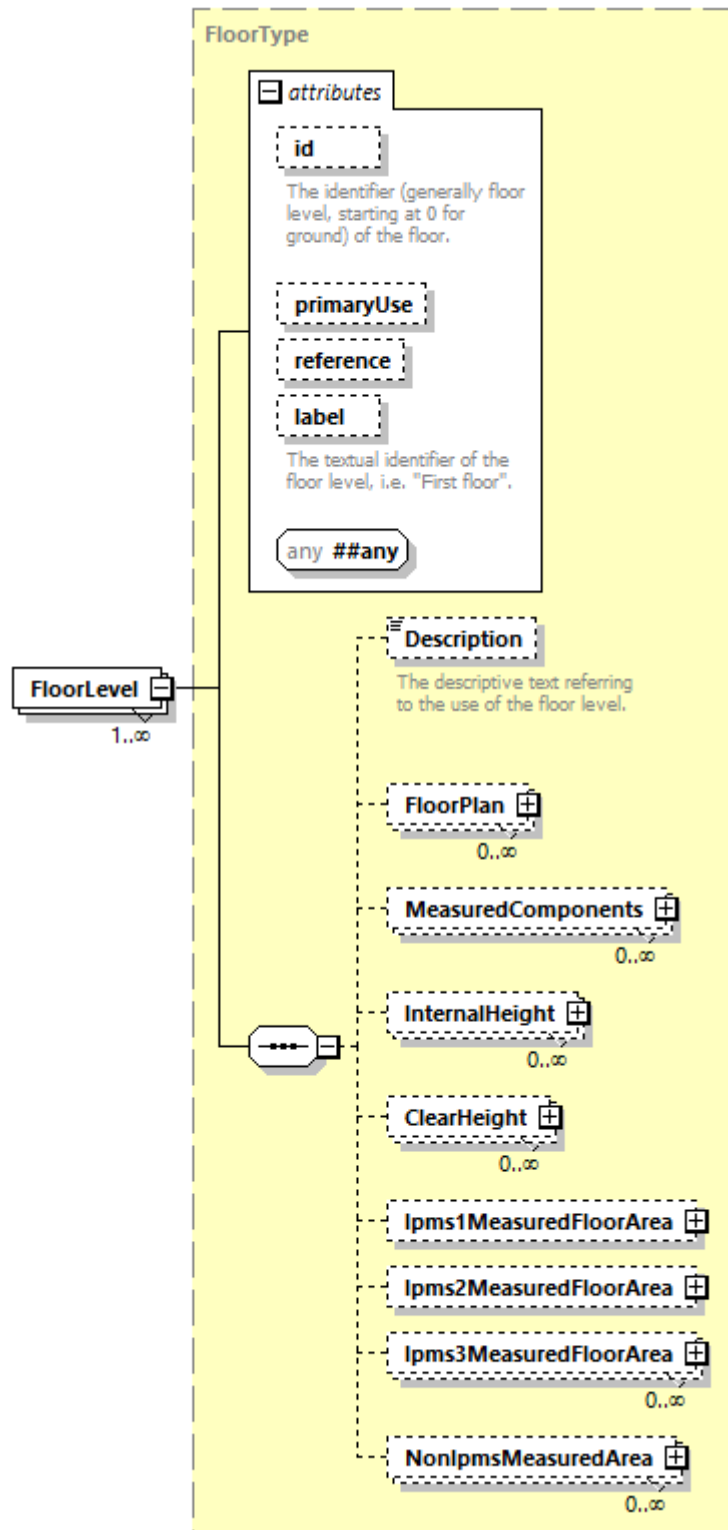 FloorType
attributes
id
The identifier (generally floor
level, starting at 0 for
ground) of the floor.
primaryUse
reference
label
The textual identifier of the
floor level, i.e. "First floor".
any ##any
FloorLevel
1..∞
Description
The descriptive text referring
to the use of the floor level.
FloorPlan
0..∞
MeasuredComponents
0..∞
InternalHeight
0..∞
ClearHeight
0..∞
Ipms1MeasuredFloorArea
Ipms2MeasuredFloorArea
Ipms3MeasuredFloorArea
0..∞
NonIpmsMeasuredArea
0..∞